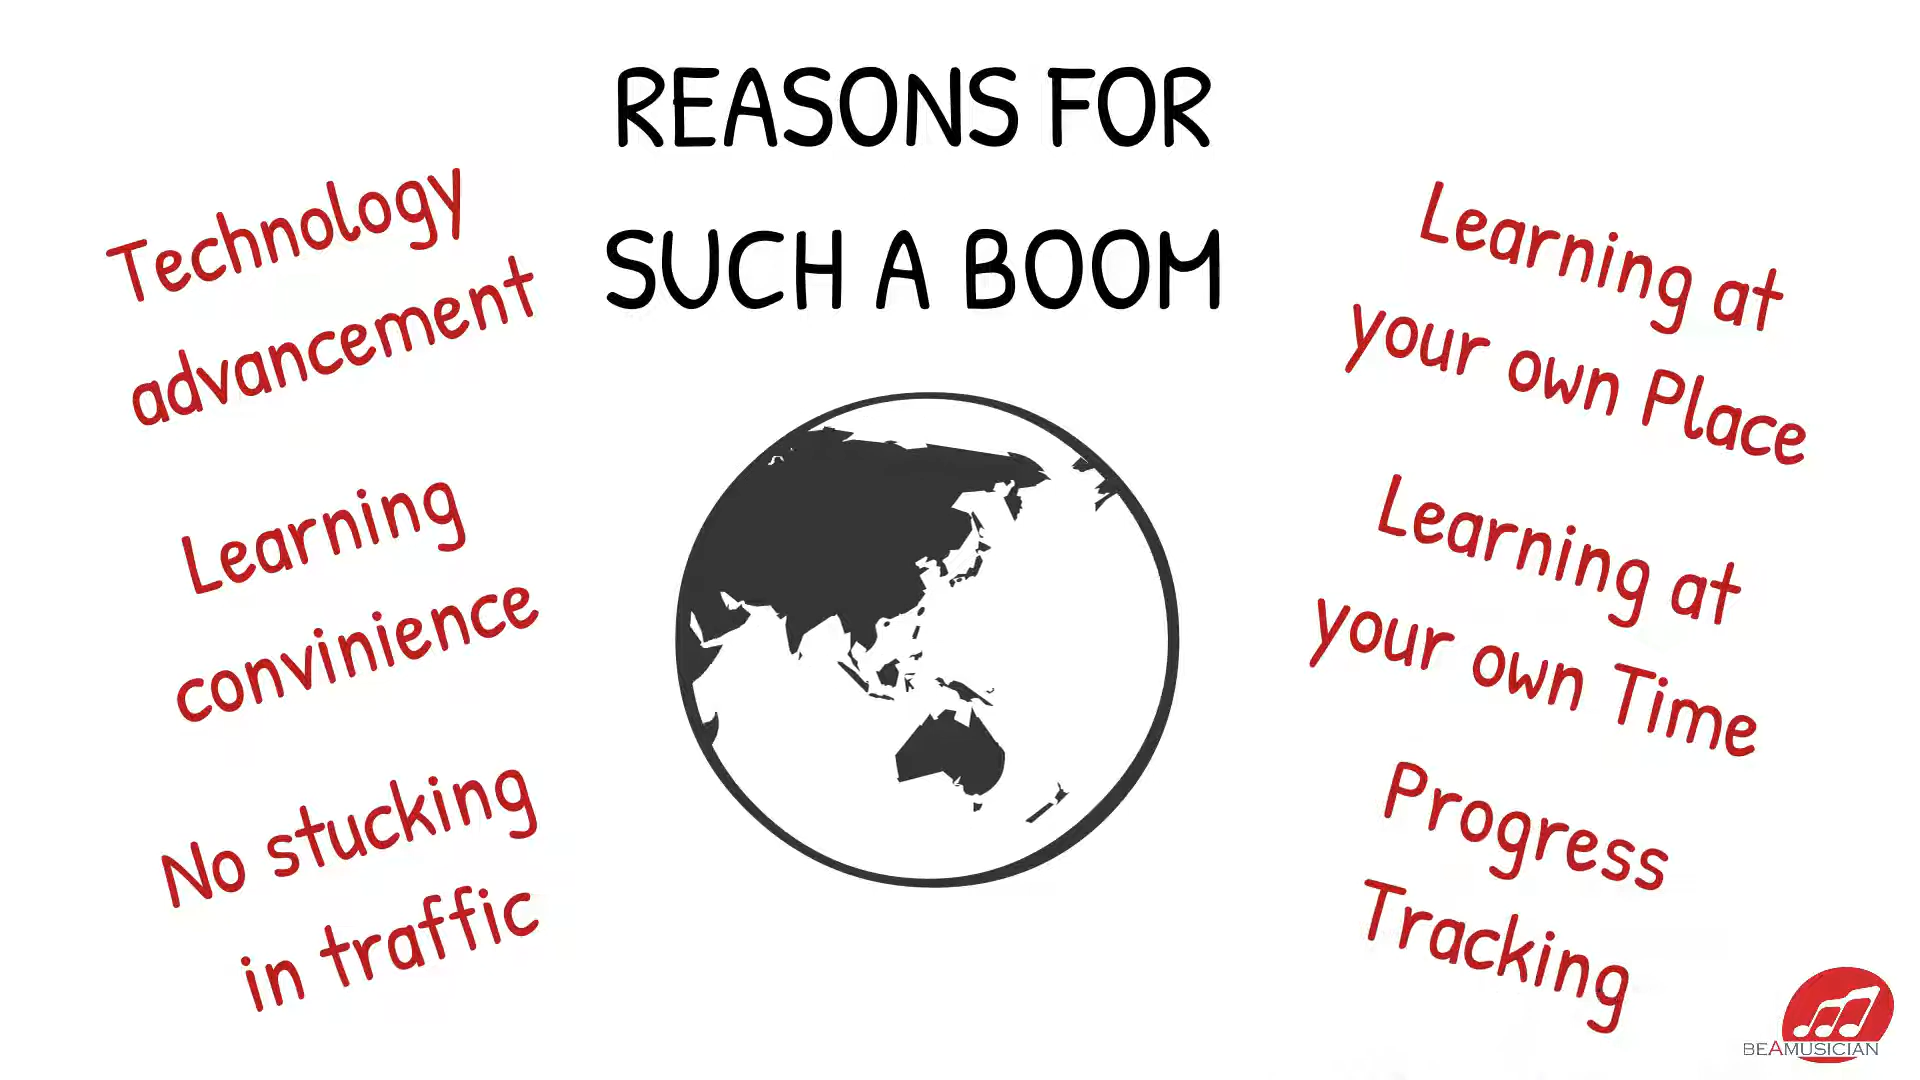 REASONS FOR
SUCH A BOOM
Technology
advancement
Learning
convinience
No stucking
in traffic
Learning at
your own Place
Learning at
your own Time
Progress
Tracking
BEAMUSICIAN